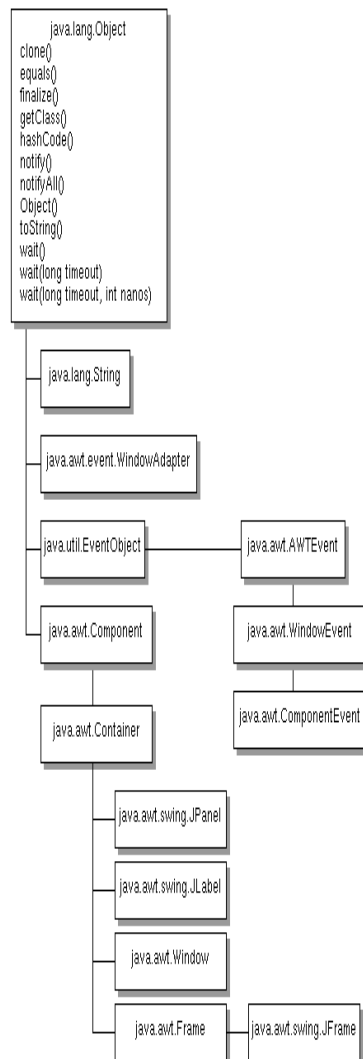 java.lang.Object
clone()
equals()
finalize()
getClass()
hashCode()
notify()
notifyAll()
Object()
toString()
wait()
wait(long timeout)
wait(long timeout, int nanos)
java.lang.String
java.awt.event.WindowAdapter
java.util.EventObject
java.awt.AWTEvent
java.awt.Component
java.awt.WindowEvent
java.awt.Container
java.awt.ComponentEvent
java.awt.swing.JPanel
java.awt.swing.JLabel
java.awt.Window
java.awt.Frame
java.awt.swing.JFrame